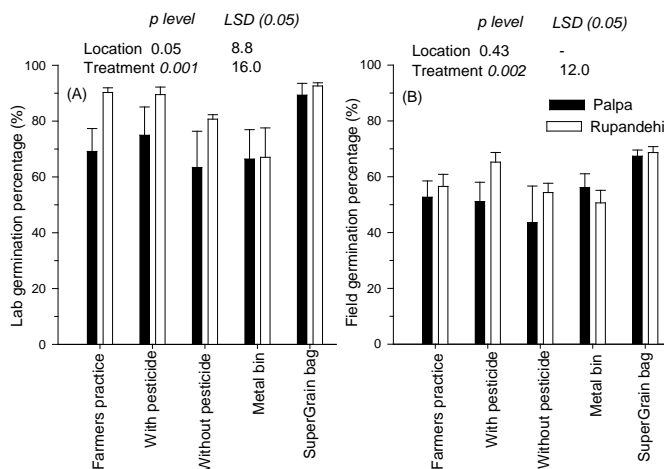 p level LSD (0.05)
Location 0.05 8.8
Treatment 0.001 16.0
(A)
Lab germination percentage (%)
100
80
60
40
20
0
Farmers practice
With pesticide
Without pesticide
Metal bin
SuperGrain bag
p level LSD (0.05)
Location 0.43 -
Treatment 0.002 12.0
(B)
Palpa
Rupandehi
Field germination percentage (%)
100
80
60
40
20
0
Farmers practice
With pesticide
Without pesticide
Metal bin
SuperGrain bag